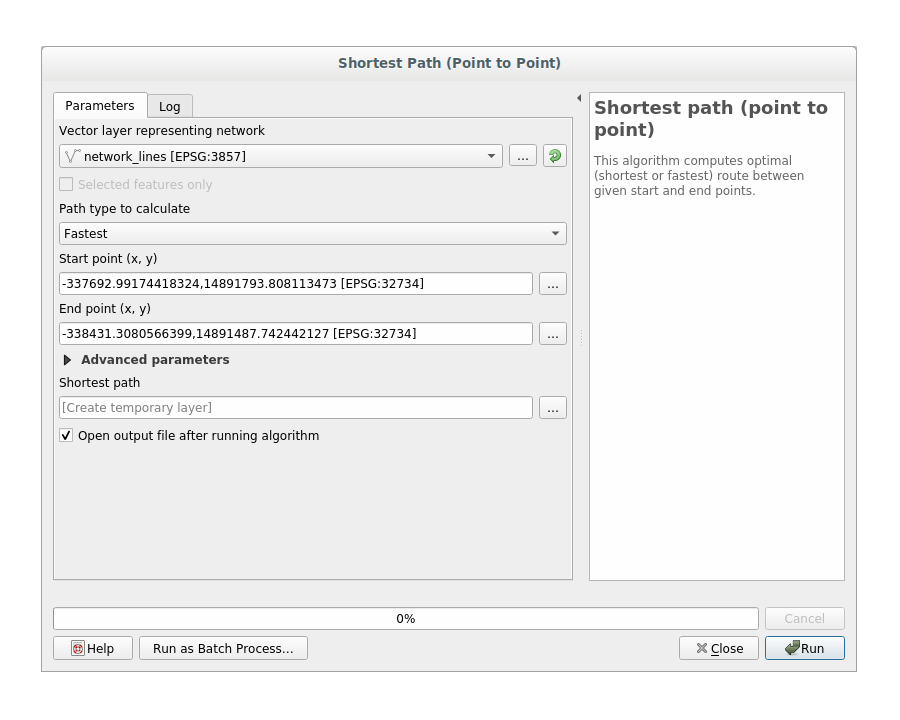 Shortest Path (Point to Point)
Parameters
Log
Vector layer representing network
network_lines [EPSG:3857]
...
Selected features only
Path type to calculate
Fastest
Start point (x, y)
-337692.99174418324,14891793.808113473 [EPSG:32734]
...
End point (x, y)
-338431.3080566399,14891487.742442127 [EPSG:32734]
...
Advanced parameters
Shortest path
[Create temporary layer]
...
Open output file after running algorithm
Shortest path (point to
point)
This algorithm computes optimal
(shortest or fastest) route between
given start and end points.
0%
Cancel
Help
Run as Batch Process...
Close
Run